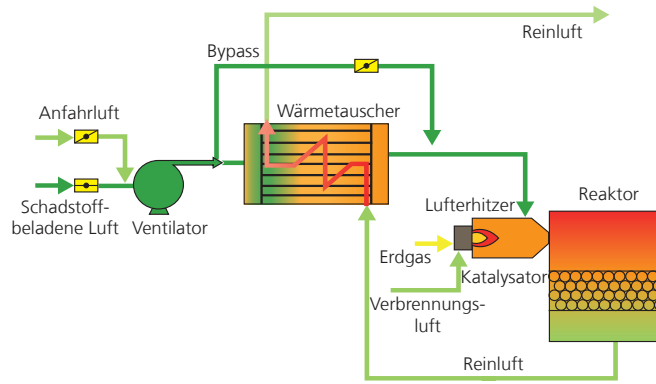 Reinluft
Bypass
Anfahrluft
Wärmetauscher
Schadstoff-
beladene Luft
Ventilator
Lufterhitzer
Reaktor
Erdgas
Katalysator
Verbrennungs-
luft
Reinluft